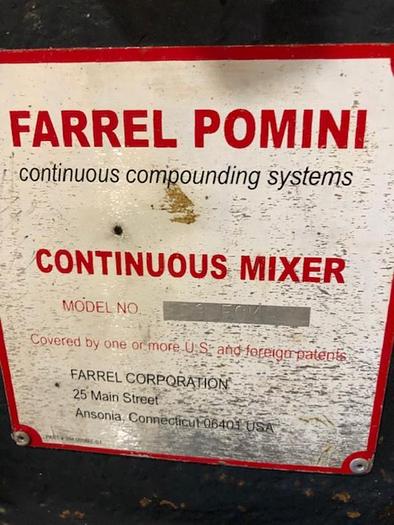 FARREL POMINI
continuous compounding systems
CONTINUOUS MIXER
MODEL NO.
Covered by one or more U.S. and foreign patents
FARREL CORPORATION
25 Main Street
Ansonia, Connecticut 06401 USA